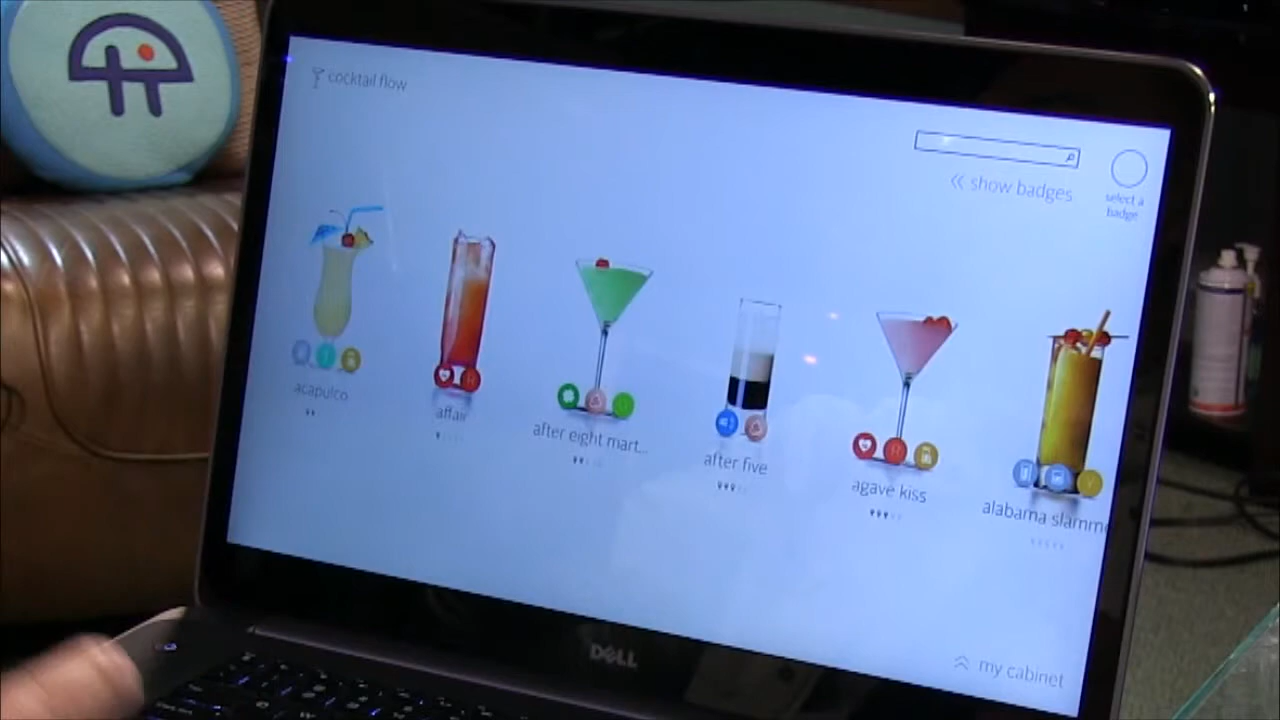 cocktail flow
show badges
select a
badge
acapulco
affair
after eight mart...
after five
agave kiss
alabama slamme
my cabinet
DELL